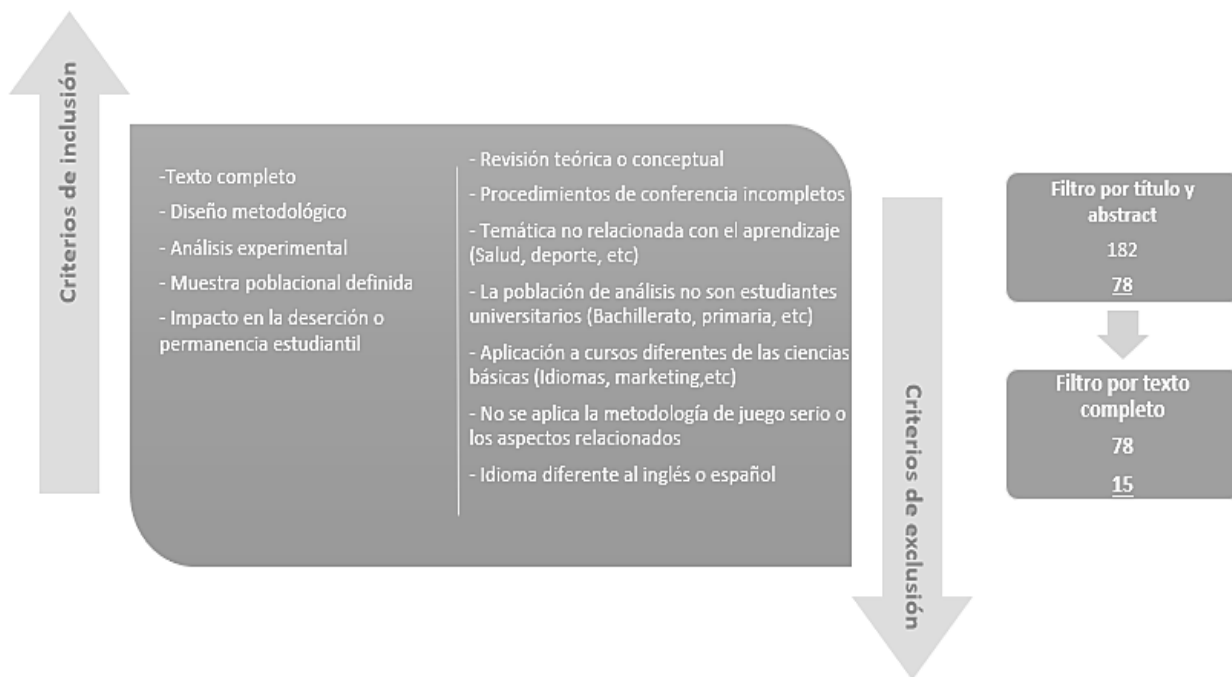 Criterios de inclusión
-Texto completo
- Diseño metodológico
- Análisis experimental
- Muestra poblacional definida
- Impacto en la deserción o
permanencia estudiantil
- Revisión teórica o conceptual
- Procedimientos de conferencia incompletos
- Temática no relacionada con el aprendizaje
(Salud, deporte, etc)
- La población de análisis no son estudiantes
universitarios (Bachillerato, primaria, etc)
- Aplicación a cursos diferentes de las ciencias
básicas (Idiomas, marketing,etc)
- No se aplica la metodología de juego serio o
los aspectos relacionados
- Idioma diferente al inglés o español
Criterios de exclusión
Filtro por título y
abstract
182
78
Filtro por texto
completo
78
15